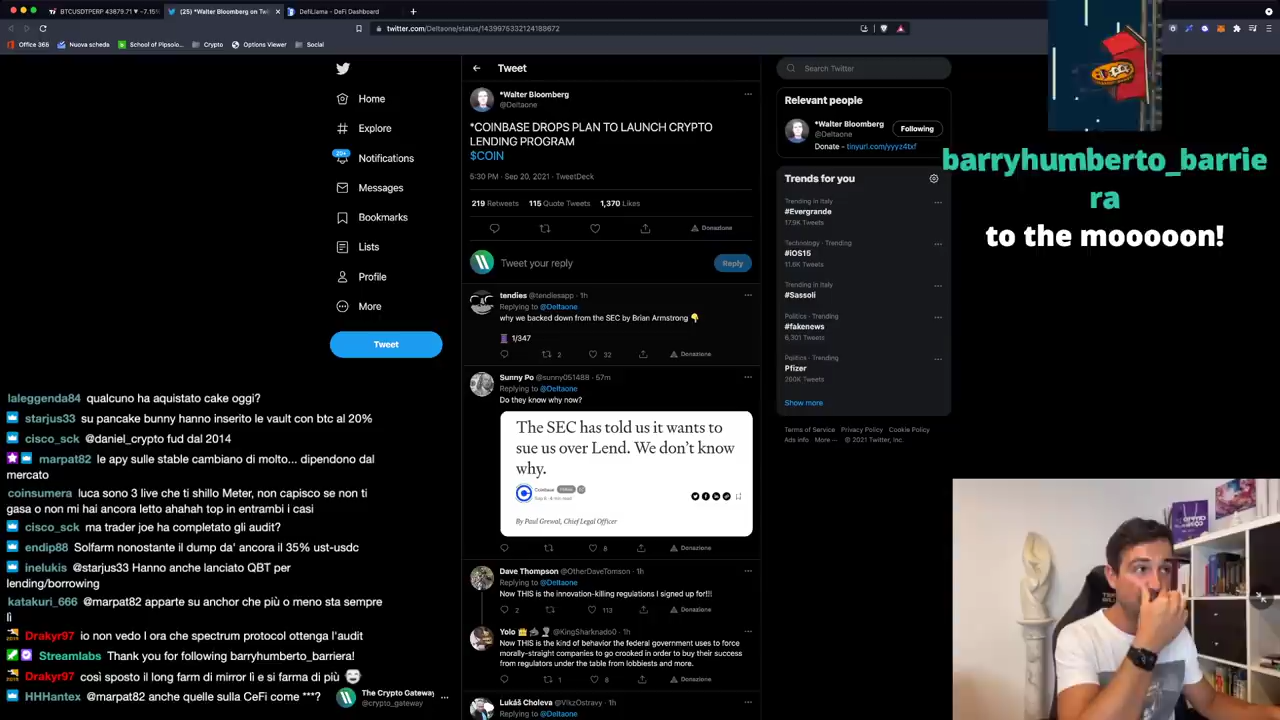 BTCUSDTPERP 43879.71 ▼ -7.15%
(25) *Walter Bloomberg on Twi
DefiLlama - DeFi Dashboard
twitter.com/Deltaone/status/1439975332124188672
Office 365
Nuova scheda
School of Pipsolo...
Crypto
Options Viewer
Social
Home
Explore
25+
Notifications
Messages
Bookmarks
Lists
Profile
More
Tweet
Tweet
*Walter Bloomberg
@Deltaone
*COINBASE DROPS PLAN TO LAUNCH CRYPTO
LENDING PROGRAM
$COIN
5:30 PM · Sep 20, 2021 · TweetDeck
219 Retweets 115 Quote Tweets 1,370 Likes
Donazione
Tweet your reply
Reply
tendies @tendiesapp · 1h
Replying to @Deltaone
why we backed down from the SEC by Brian Armstrong 👇
🧵 1/347
2 32 Donazione
Sunny Po @sunny051488 · 57m
Replying to @Deltaone
Do they know why now?
The SEC has told us it wants to
sue us over Lend. We don't know
why.
Coinbase
By Paul Grewal, Chief Legal Officer
8 Donazione
Dave Thompson @OtherDaveTomson · 1h
Replying to @Deltaone
Now THIS is the innovation-killing regulations I signed up for!!!
2 113 Donazione
Yolo @KingSharknado0 · 1h
Now THIS is the kind of behavior the federal government uses to force
morally-straight companies to go crooked in order to buy their success
from regulators under the table from lobbiests and more.
1 8 Donazione
Lukáš Choleva @VlkzOstravy · 1h
Replying to @Deltaone
Search Twitter
Relevant people
*Walter Bloomberg
@Deltaone
Following
Donate - tinyurl.com/yyyz4txf
Trends for you
Trending in Italy
#Evergrande
17.9K Tweets
Technology · Trending
#iOS15
11.6K Tweets
Trending in Italy
#Sassoli
Politics · Trending
#fakenews
6,301 Tweets
Politics · Trending
Pfizer
260K Tweets
Show more
Terms of Service Privacy Policy Cookie Policy
Ads info More ··· © 2021 Twitter, Inc.
barryhumberto_barrie
ra
to the mooooon!
laleggenda84 qualcuno ha aquistato cake oggi?
starjus33 su pancake bunny hanno inserito le vault con btc al 20%
cisco_sck @daniel_crypto fud dal 2014
marpat82 le apy sulle stable cambiano di molto... dipendono dal
mercato
coinsumera luca sono 3 live che ti shillo Meter, non capisco se non ti
gusta o non mi hai mai letto ahahah top in entrambi i casi
cisco_sck ma trader joe ha completato gli audit?
endip88 Solfarm nonostante il dump da' ancora il 35% ust-usdc
inelukis @starjus33 Hanno anche lanciato QBT per
lending/borrowing
katakuri_666 @marpat82 apparte su anchor che più o meno sta sempre
lì
Drakyr97 io non vedo l ora che spectrum protocol ottenga l'audit
Streamlabs Thank you for following barryhumberto_barriera!
Drakyr97 così sposto il long farm di mirror lì e si farma di più
HHHantex @marpat82 anche quelle sulla CeFi come ***?
The Crypto Gateway
@crypto_gateway